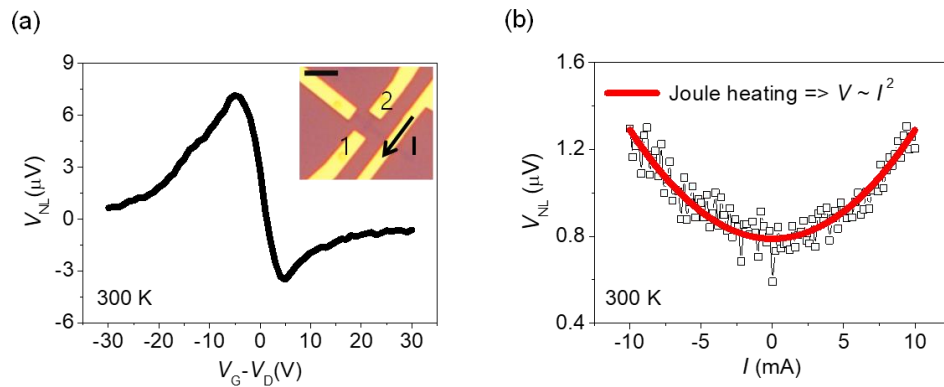 (a)
9
6
3
0
-3
-6
V_NL(μV)
2
1
I
300 K
-30 -20 -10 0 10 20 30
V_G-V_D(V)
(b)
1.6
1.2
0.8
0.4
V_NL (μV)
Joule heating => V ~ I²
300 K
-10 -5 0 5 10
I (mA)